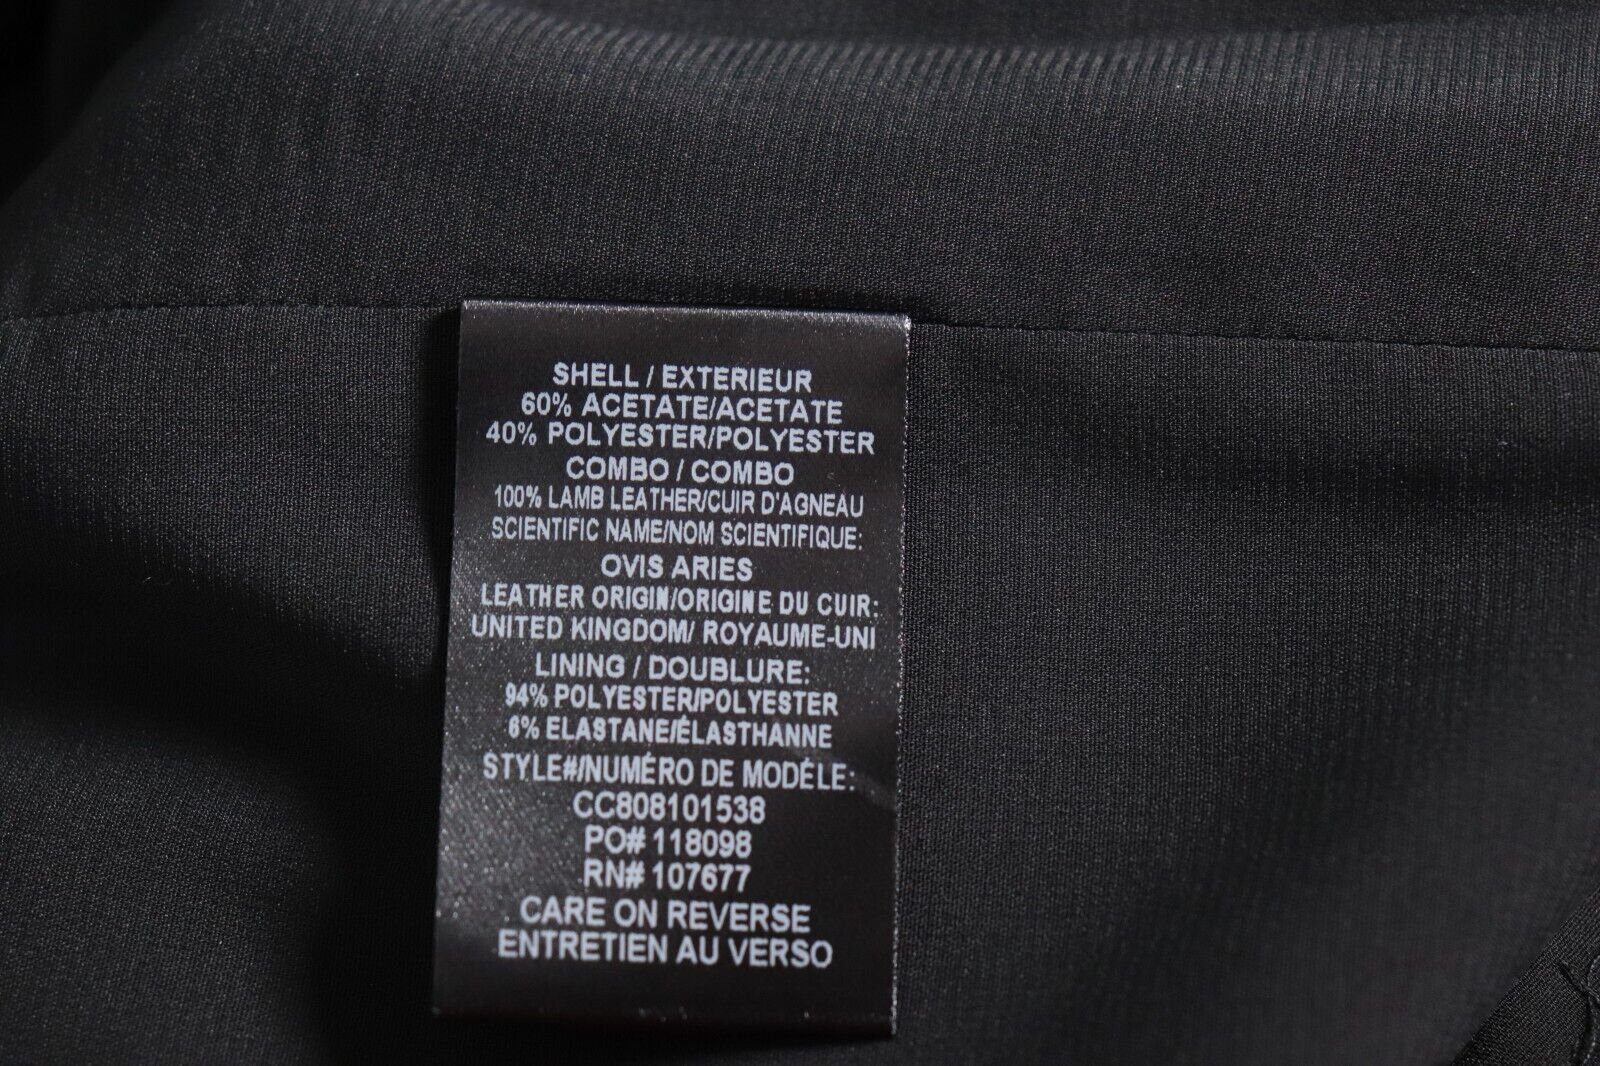 SHELL / EXTERIEUR
60% ACETATE/ACETATE
40% POLYESTER/POLYESTER
COMBO / COMBO
100% LAMB LEATHER/CUIR D'AGNEAU
SCIENTIFIC NAME/NOM SCIENTIFIQUE:
OVIS ARIES
LEATHER ORIGIN/ORIGINE DU CUIR:
UNITED KINGDOM/ ROYAUME-UNI
LINING / DOUBLURE:
94% POLYESTER/POLYESTER
6% ELASTANE/ÉLASTHANNE
STYLE#/NUMÉRO DE MODÉLE:
CC808101538
PO# 118098
RN# 107677
CARE ON REVERSE
ENTRETIEN AU VERSO